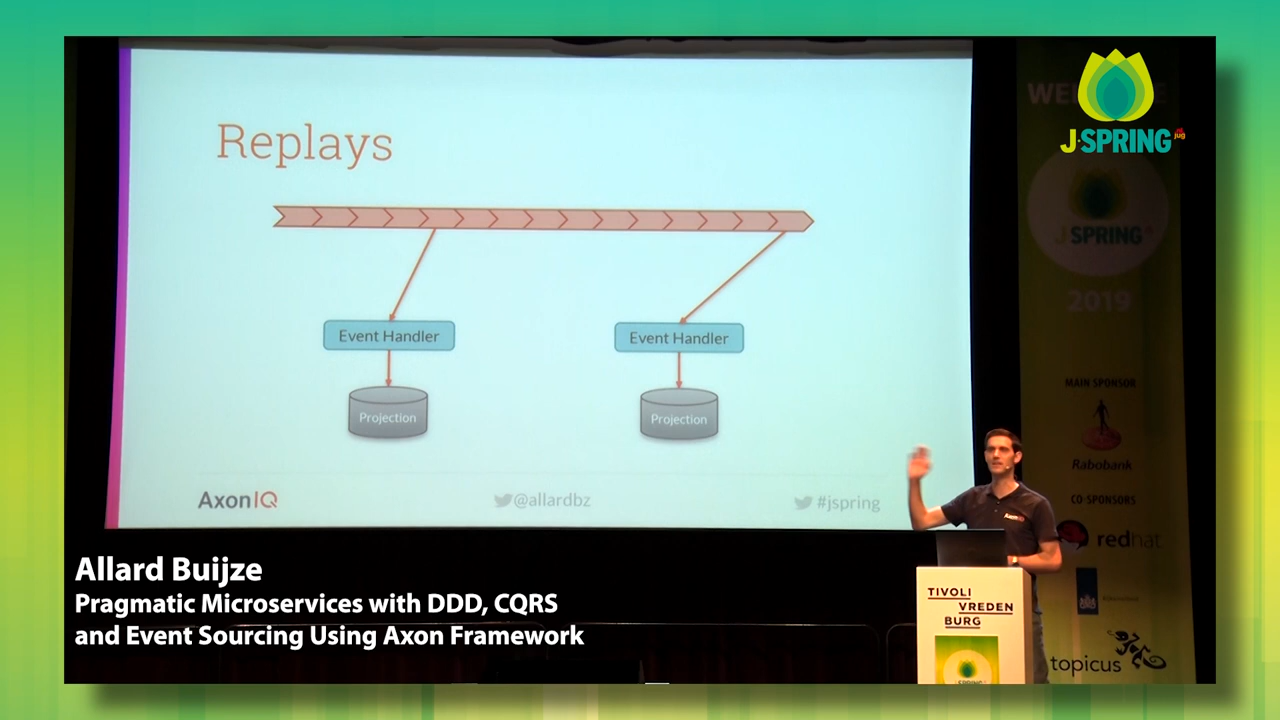 Replays
Event Handler
Event Handler
Projection
Projection
AxonIQ
@allardbz
#jspring
Allard Buijze
Pragmatic Microservices with DDD, CQRS
and Event Sourcing Using Axon Framework
J·SPRING
nl
jug
J SPRING
2019
MAIN SPONSOR
Rabobank
CO-SPONSORS
redhat
topicus
TIVOLI
VREDEN
BURG